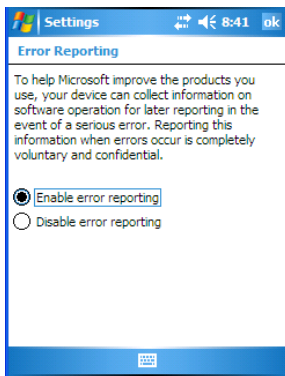 Settings 8:41 ok
Error Reporting
To help Microsoft improve the products you
use, your device can collect information on
software operation for later reporting in the
event of a serious error. Reporting this
information when errors occur is completely
voluntary and confidential.
Enable error reporting
Disable error reporting